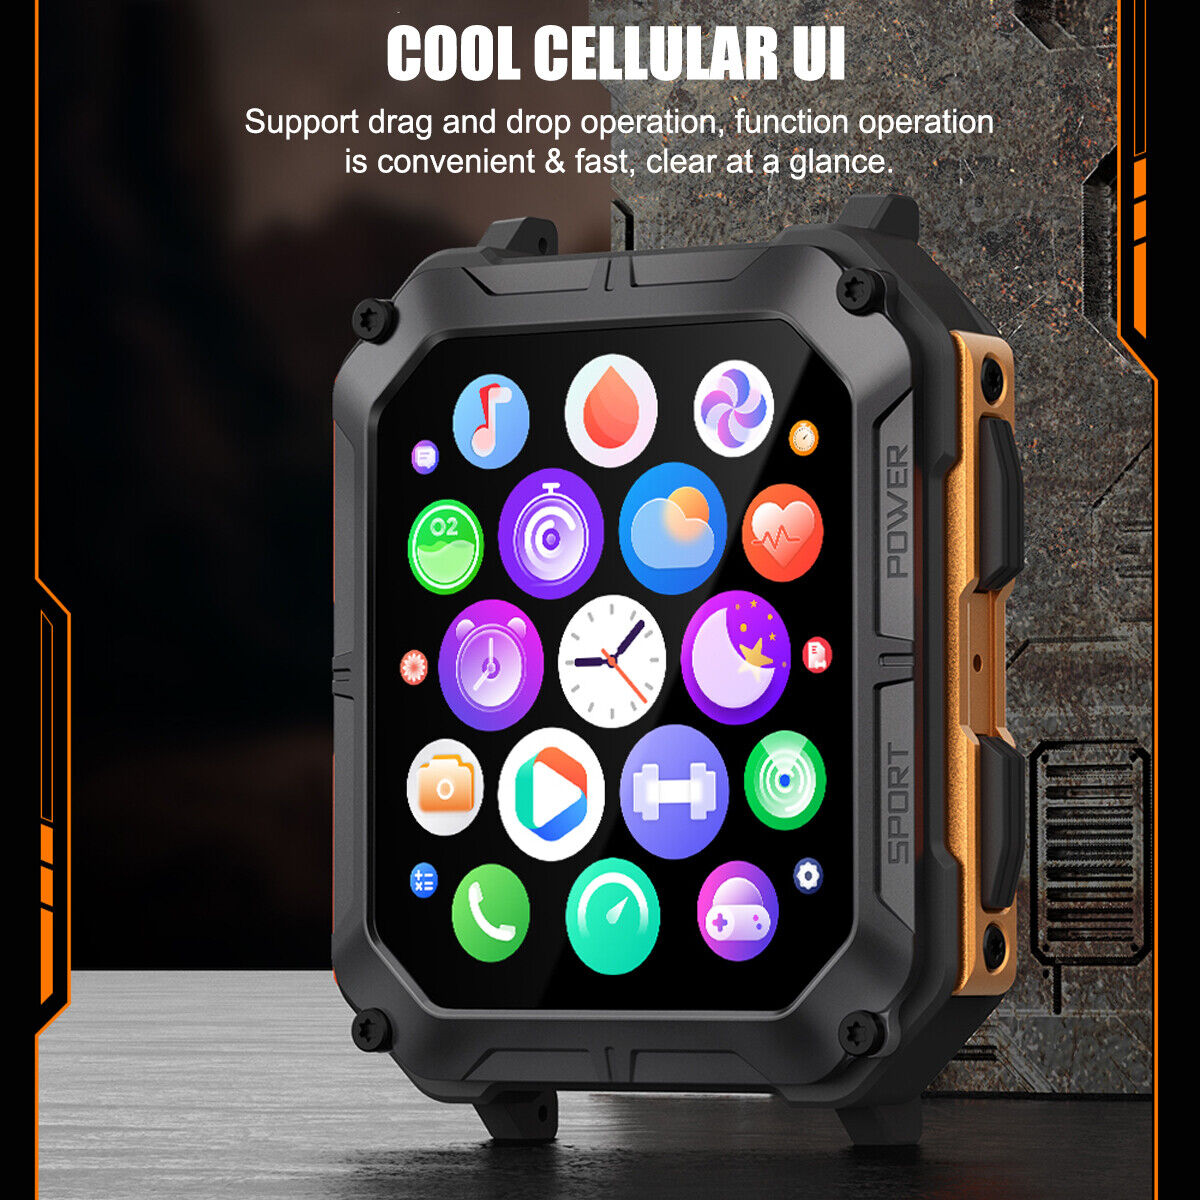 COOL CELLULAR UI
Support drag and drop operation, function operation
is convenient & fast, clear at a glance.
O2
POWER
SPORT